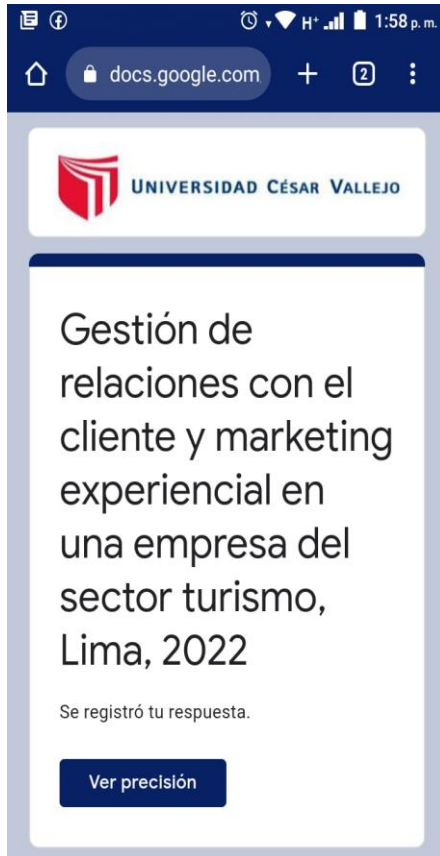 H+ 1:58 p. m.
docs.google.com 2
UNIVERSIDAD CÉSAR VALLEJO
Gestión de
relaciones con el
cliente y marketing
experiencial en
una empresa del
sector turismo,
Lima, 2022
Se registró tu respuesta.
Ver precisión